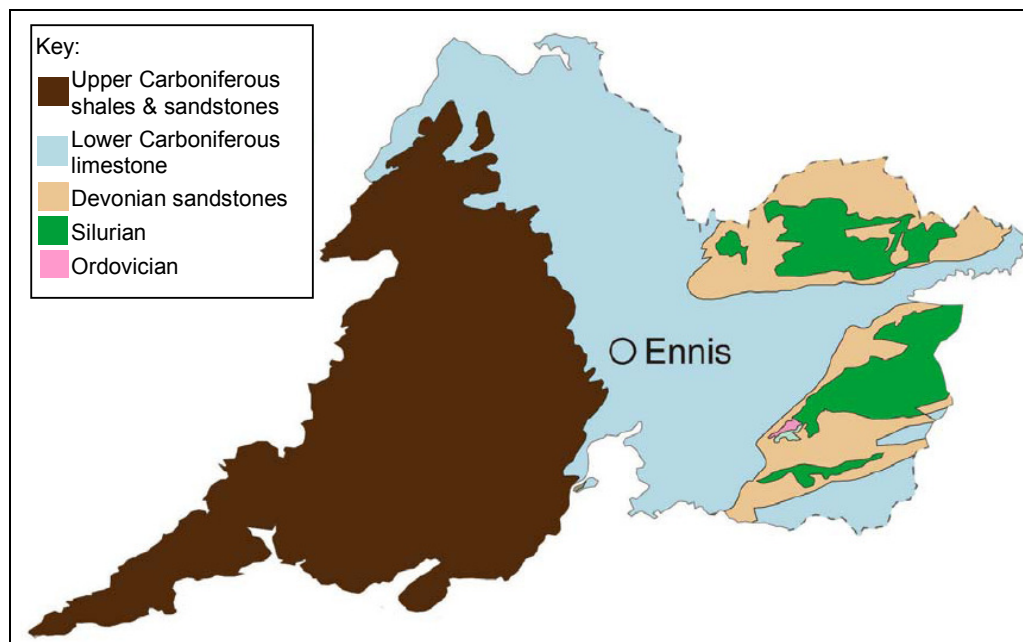 Key:
Upper Carboniferous
shales & sandstones
Lower Carboniferous
limestone
Devonian sandstones
Silurian
Ordovician
Ennis